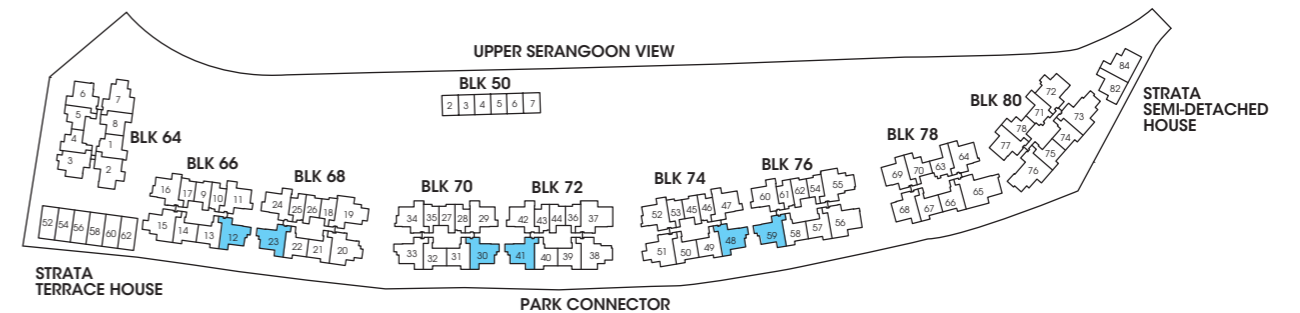 UPPER SERANGOON VIEW
BLK 50
2 3 4 5 6 7
BLK 64
6 7
5 8
4 1
3 2
BLK 66
16 17 9 10 11
15 14 13 12
BLK 68
24 25 26 18 19
23 22 21 20
BLK 70
34 35 27 28 29
33 32 31 30
BLK 72
42 43 44 36 37
41 40 39 38
BLK 74
52 53 45 46 47
51 50 49 48
BLK 76
60 61 62 54 55
59 58 57 56
BLK 78
69 70 63 64
68 67 66 65
BLK 80
72
71 73
78 74
77 75
76
84
82
STRATA
SEMI-DETACHED
HOUSE
52 54 56 58 60 62
STRATA
TERRACE HOUSE
PARK CONNECTOR